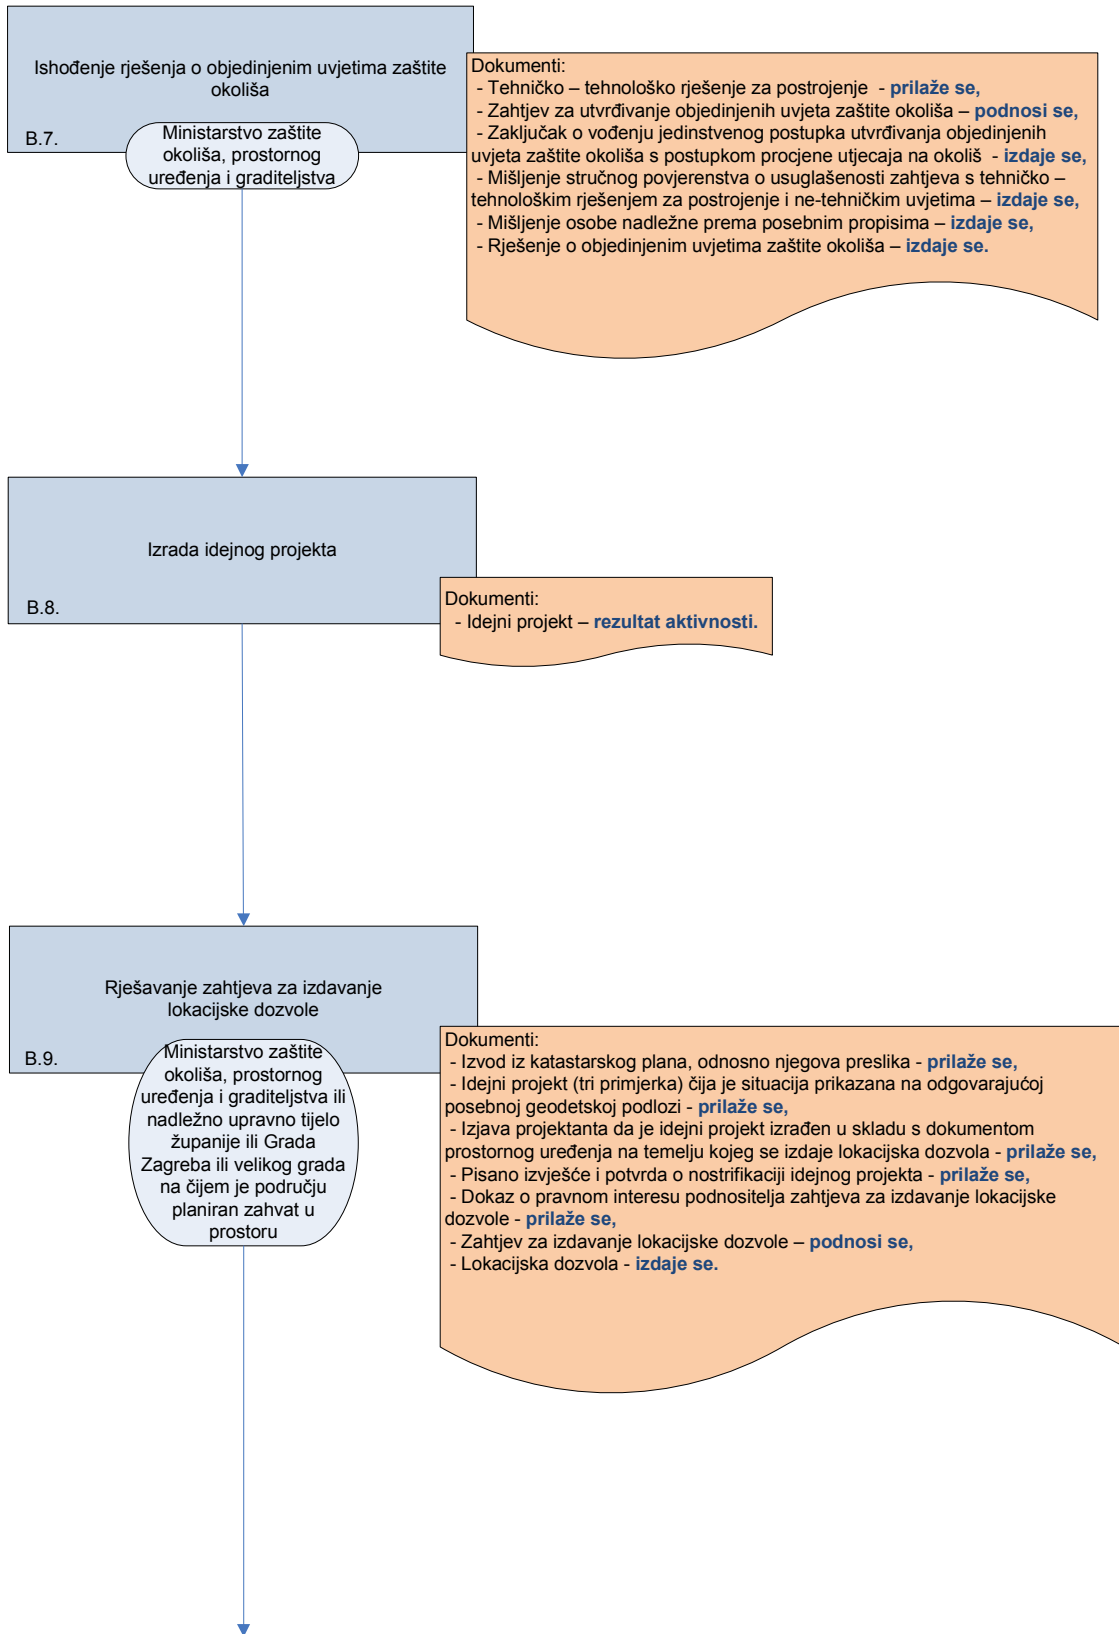 Ishođenje rješenja o objedinjenim uvjetima zaštite
okoliša
B.7.
Ministarstvo zaštite
okoliša, prostornog
uređenja i graditeljstva
Dokumenti:
- Tehničko – tehnološko rješenje za postrojenje - prilaže se,
- Zahtjev za utvrđivanje objedinjenih uvjeta zaštite okoliša – podnosi se,
- Zaključak o vođenju jedinstvenog postupka utvrđivanja objedinjenih
uvjeta zaštite okoliša s postupkom procjene utjecaja na okoliš - izdaje se,
- Mišljenje stručnog povjerenstva o usuglašenosti zahtjeva s tehničko –
tehnološkim rješenjem za postrojenje i ne-tehničkim uvjetima – izdaje se,
- Mišljenje osobe nadležne prema posebnim propisima – izdaje se,
- Rješenje o objedinjenim uvjetima zaštite okoliša – izdaje se.
Izrada idejnog projekta
B.8.
Dokumenti:
- Idejni projekt – rezultat aktivnosti.
Rješavanje zahtjeva za izdavanje
lokacijske dozvole
B.9.
Ministarstvo zaštite
okoliša, prostornog
uređenja i graditeljstva ili
nadležno upravno tijelo
županije ili Grada
Zagreba ili velikog grada
na čijem je području
planiran zahvat u
prostoru
Dokumenti:
- Izvod iz katastarskog plana, odnosno njegova preslika - prilaže se,
- Idejni projekt (tri primjerka) čija je situacija prikazana na odgovarajućoj
posebnoj geodetskoj podlozi - prilaže se,
- Izjava projektanta da je idejni projekt izrađen u skladu s dokumentom
prostornog uređenja na temelju kojeg se izdaje lokacijska dozvola - prilaže se,
- Pisano izvješće i potvrda o nostrifikaciji idejnog projekta - prilaže se,
- Dokaz o pravnom interesu podnositelja zahtjeva za izdavanje lokacijske
dozvole - prilaže se,
- Zahtjev za izdavanje lokacijske dozvole – podnosi se,
- Lokacijska dozvola - izdaje se.